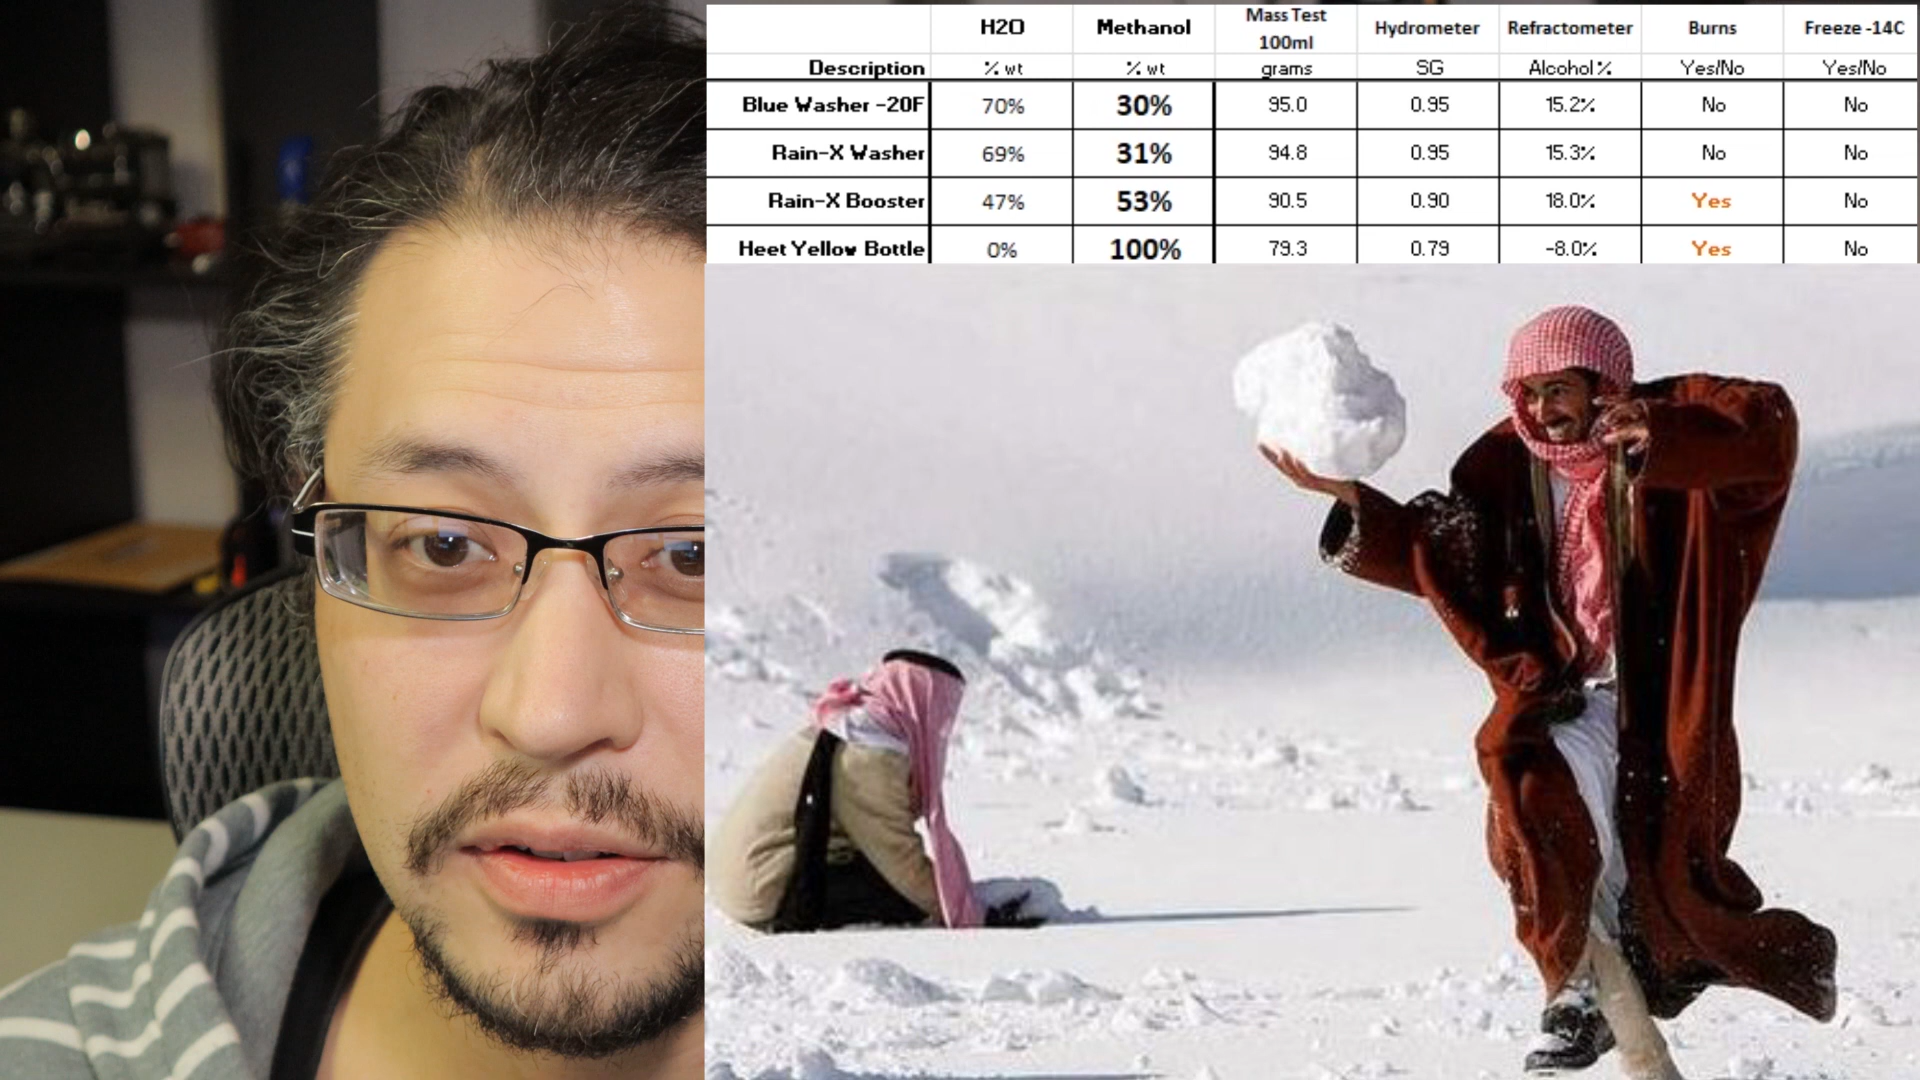 H2O Methanol Mass Test 100ml Hydrometer Refractometer Burns Freeze -14C
Description % wt % wt grams SG Alcohol % Yes/No Yes/No
Blue Washer -20F 70% 30% 95.0 0.95 15.2% No No
Rain-X Washer 69% 31% 94.8 0.95 15.3% No No
Rain-X Booster 47% 53% 90.5 0.90 18.0% Yes No
Heet Yellow Bottle 0% 100% 79.3 0.79 -8.0% Yes No